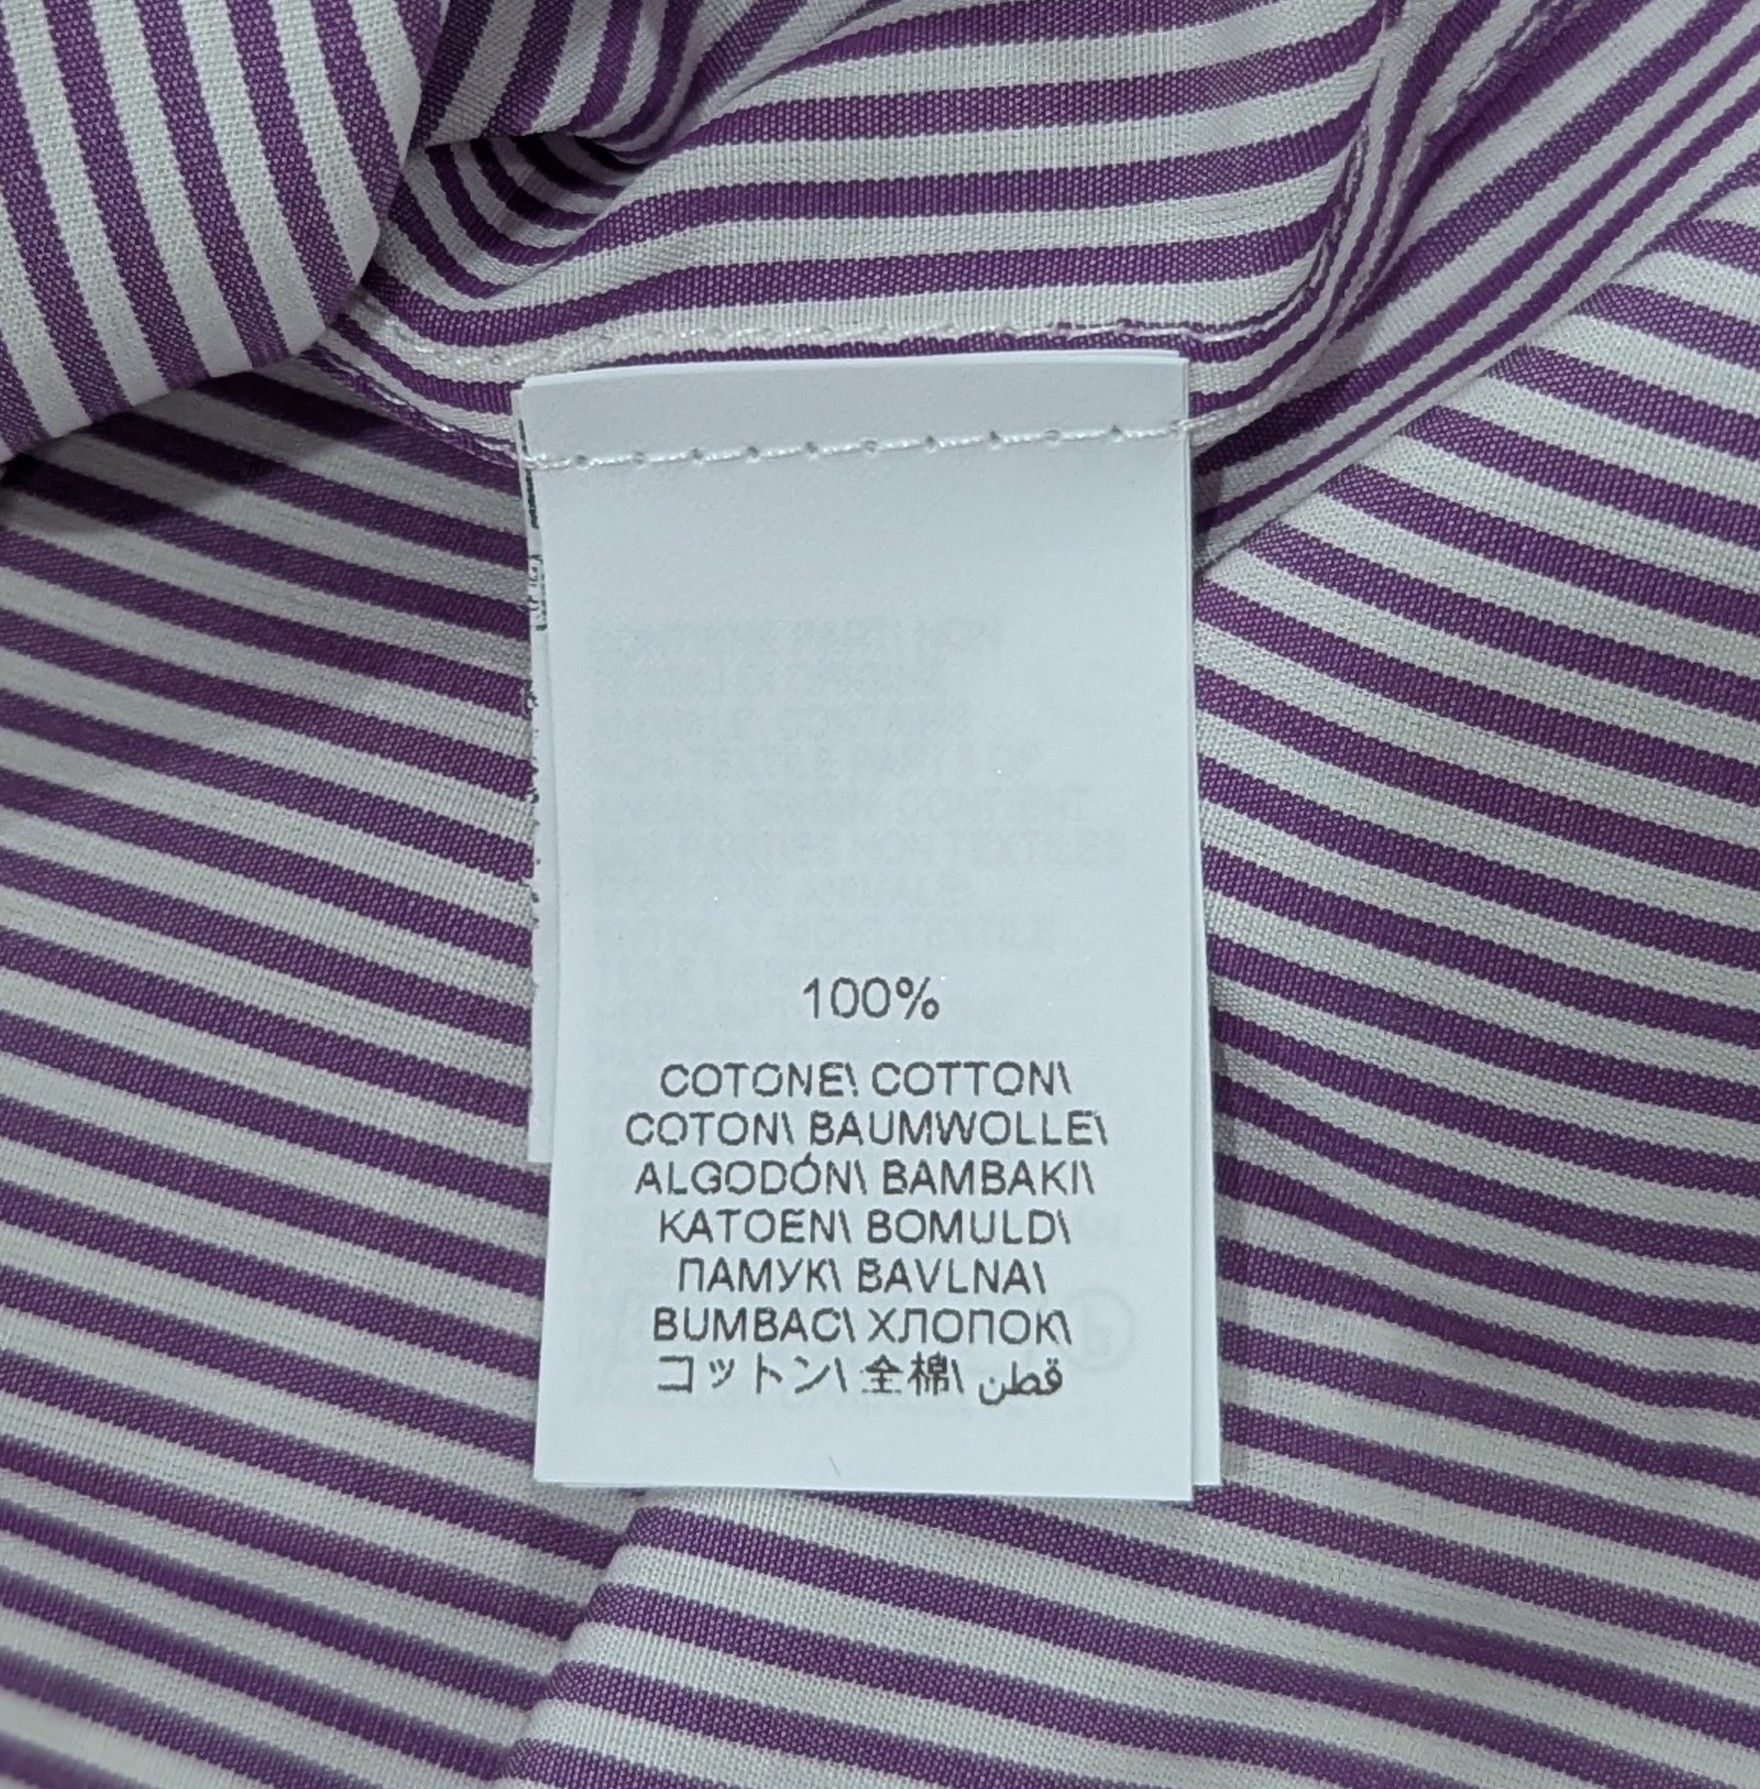 100%
COTONE\ COTTON\
COTON\ BAUMWOLLE\
ALGODÓN\ BAMBAKI\
KATOEN\ BOMULD\
ПАМУК\ BAVLNA\
BUMBAC\ ХЛОПОК\
コットン\ 全棉\ قطن